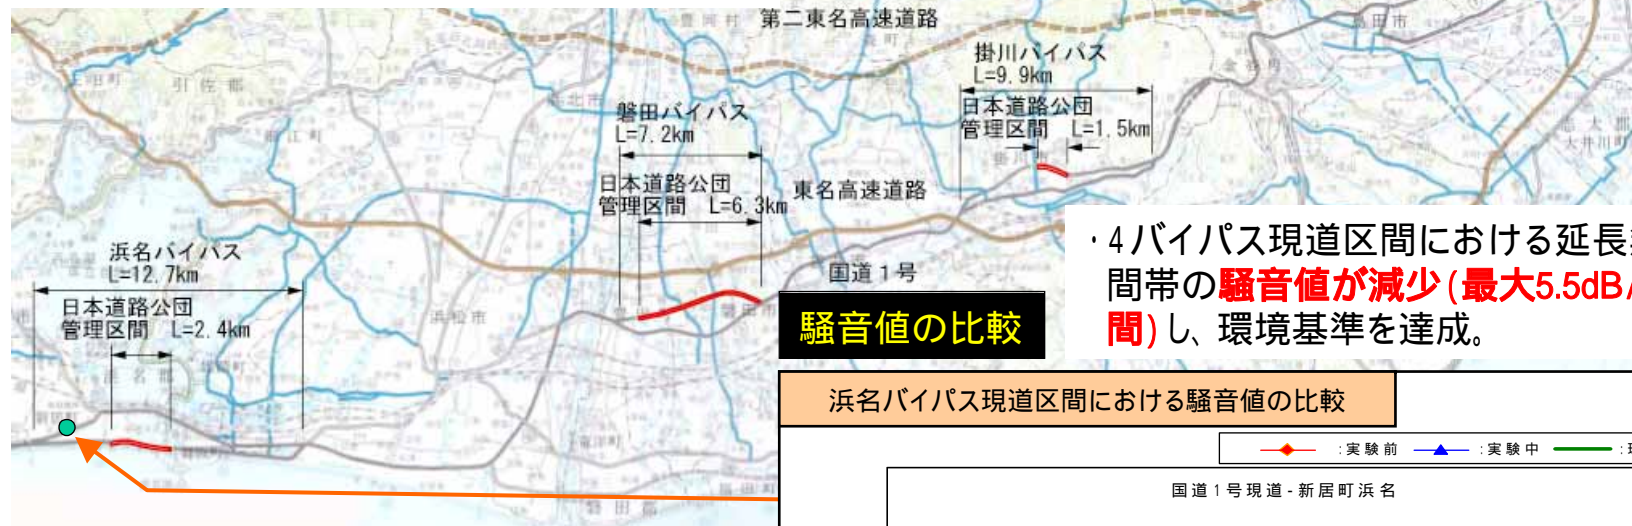 第二東名高速道路
掛川バイパス
L=9.9km
日本道路公団
管理区間 L=1.5km
磐田バイパス
L=7.2km
日本道路公団
管理区間 L=6.3km
東名高速道路
国道1号
浜名バイパス
L=12.7km
日本道路公団
管理区間 L=2.4km
引佐郡
浜松市
騒音値の比較
・4バイパス現道区間における延長
間帯の騒音値が減少(最大5.5dB/
間)し、環境基準を達成。
浜名バイパス現道区間における騒音値の比較
:実験前 :実験中
国道1号現道-新居町浜名